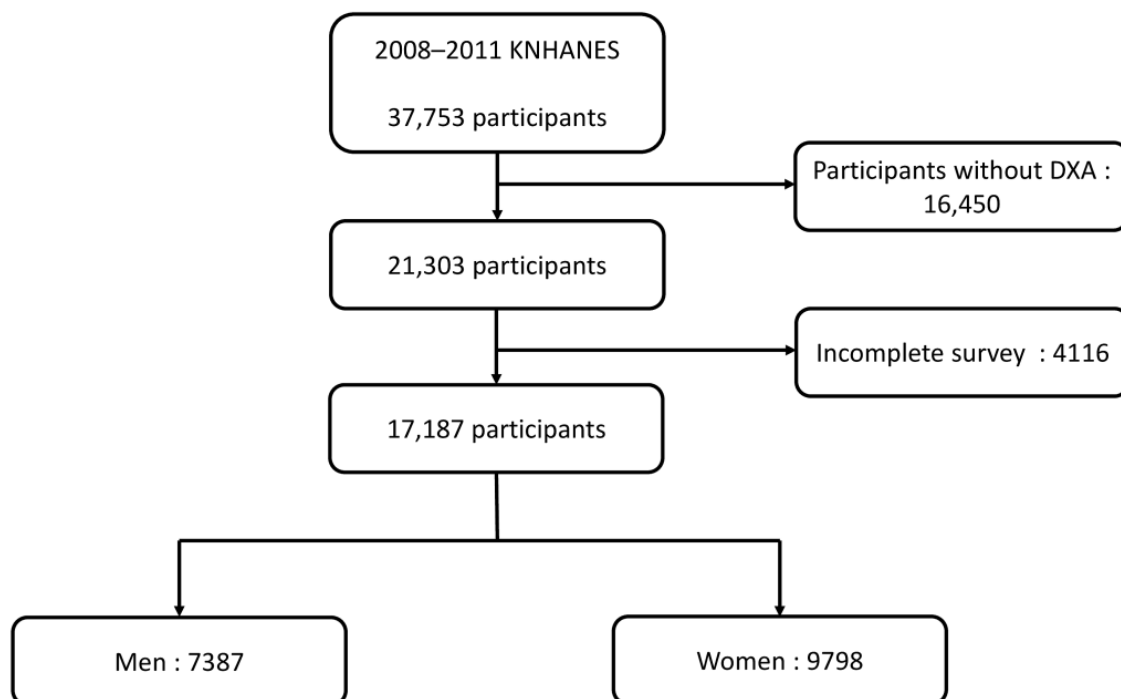 2008–2011 KNHANES
37,753 participants
Participants without DXA :
16,450
21,303 participants
Incomplete survey  : 4116
17,187 participants
Men : 7387
Women : 9798